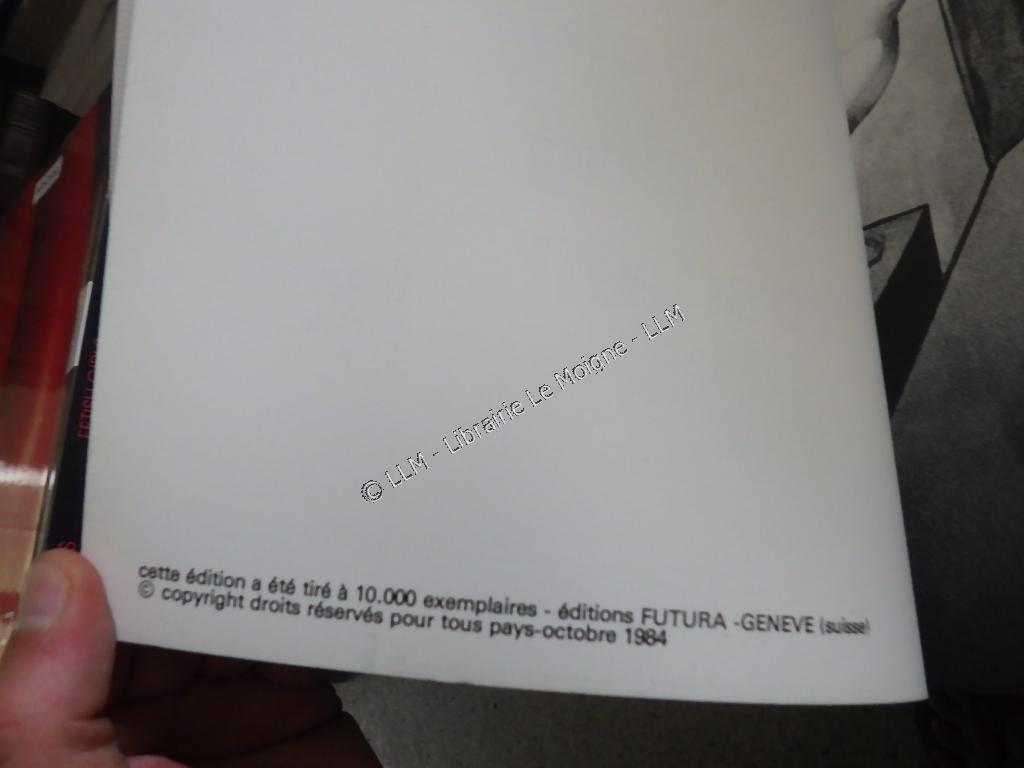 © LLM - Librairie Le Moigne - LLM
cette édition a été tiré à 10.000 exemplaires - éditions FUTURA -GENEVE (suisse)
© copyright droits réservés pour tous pays-octobre 1984